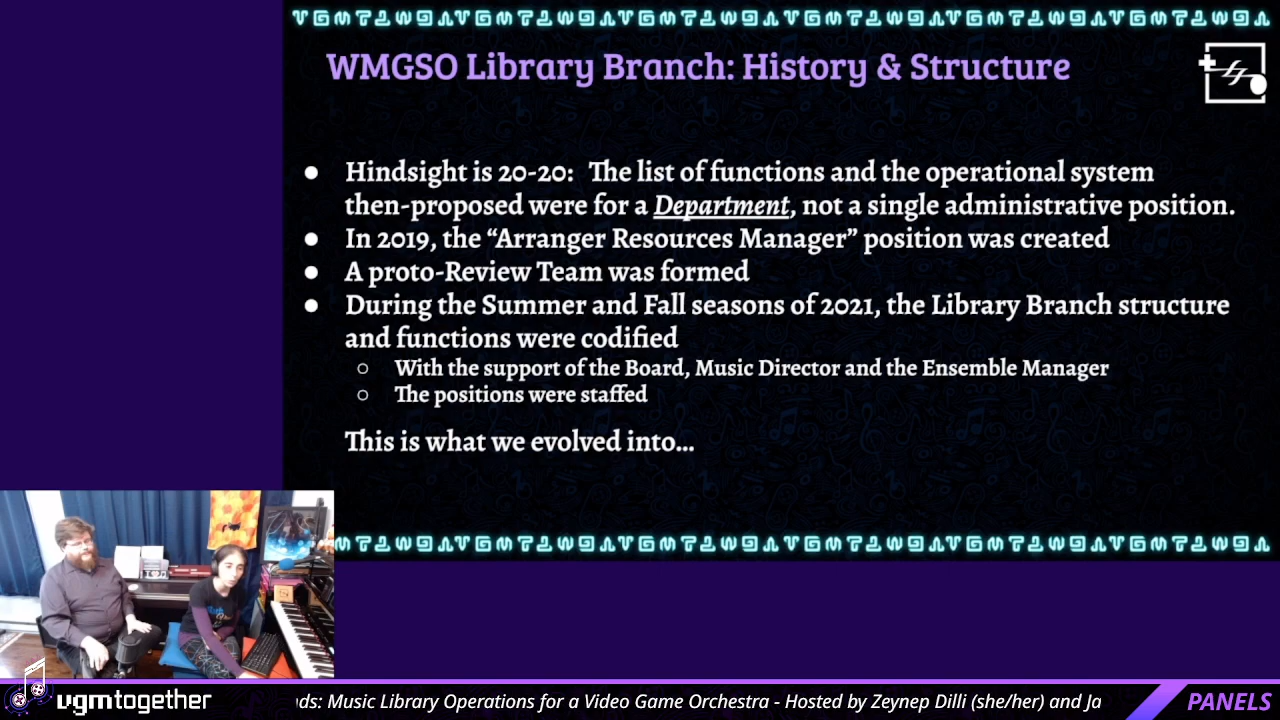 WMGSO Library Branch: History & Structure
● Hindsight is 20-20: The list of functions and the operational system
then-proposed were for a Department, not a single administrative position.
● In 2019, the “Arranger Resources Manager” position was created
● A proto-Review Team was formed
● During the Summer and Fall seasons of 2021, the Library Branch structure
and functions were codified
○ With the support of the Board, Music Director and the Ensemble Manager
○ The positions were staffed
This is what we evolved into...
vgmtogether
ds: Music Library Operations for a Video Game Orchestra - Hosted by Zeynep Dilli (she/her) and Ja
PANELS